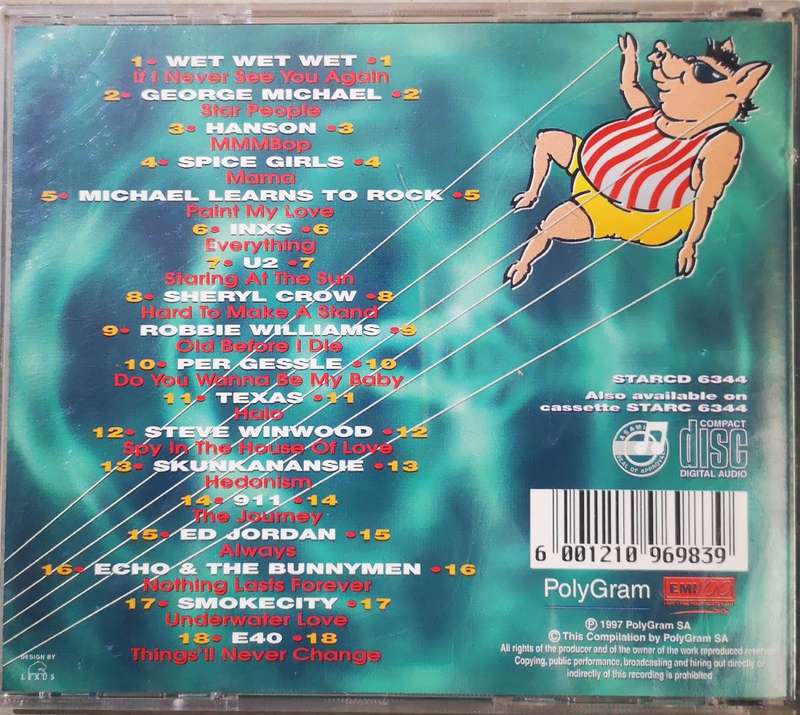 1• WET WET WET •1
If I Never See You Again
2• GEORGE MICHAEL •2
Star People
3• HANSON •3
MMMBop
4• SPICE GIRLS •4
Mama
5• MICHAEL LEARNS TO ROCK •5
Paint My Love
6• INXS •6
Everything
7• U2 •7
Staring At The Sun
8• SHERYL CROW •8
Hard To Make A Stand
9• ROBBIE WILLIAMS •9
Old Before I Die
10• PER GESSLE •10
Do You Wanna Be My Baby
11• TEXAS •11
Halo
12• STEVE WINWOOD •12
Spy In The House Of Love
13• SKUNKANANSIE •13
Hedonism
14• 911 •14
The Journey
15• ED JORDAN •15
Always
16• ECHO & THE BUNNYMEN •16
Nothing Lasts Forever
17• SMOKECITY •17
Underwater Love
18• E40 •18
Things'll Never Change
DESIGN BY
LEXUS
STARCD 6344
Also available on
cassette STARC 6344
ASAMI
SEAL OF APPROVAL
COMPACT
disc
DIGITAL AUDIO
6 001210 969839
PolyGram
EMI 100
℗ 1997 PolyGram SA
© This Compilation by PolyGram SA
All rights of the producer and of the owner of the work reproduced reserved
Copying, public performance, broadcasting and hiring out directly or
indirectly of this recording is prohibited